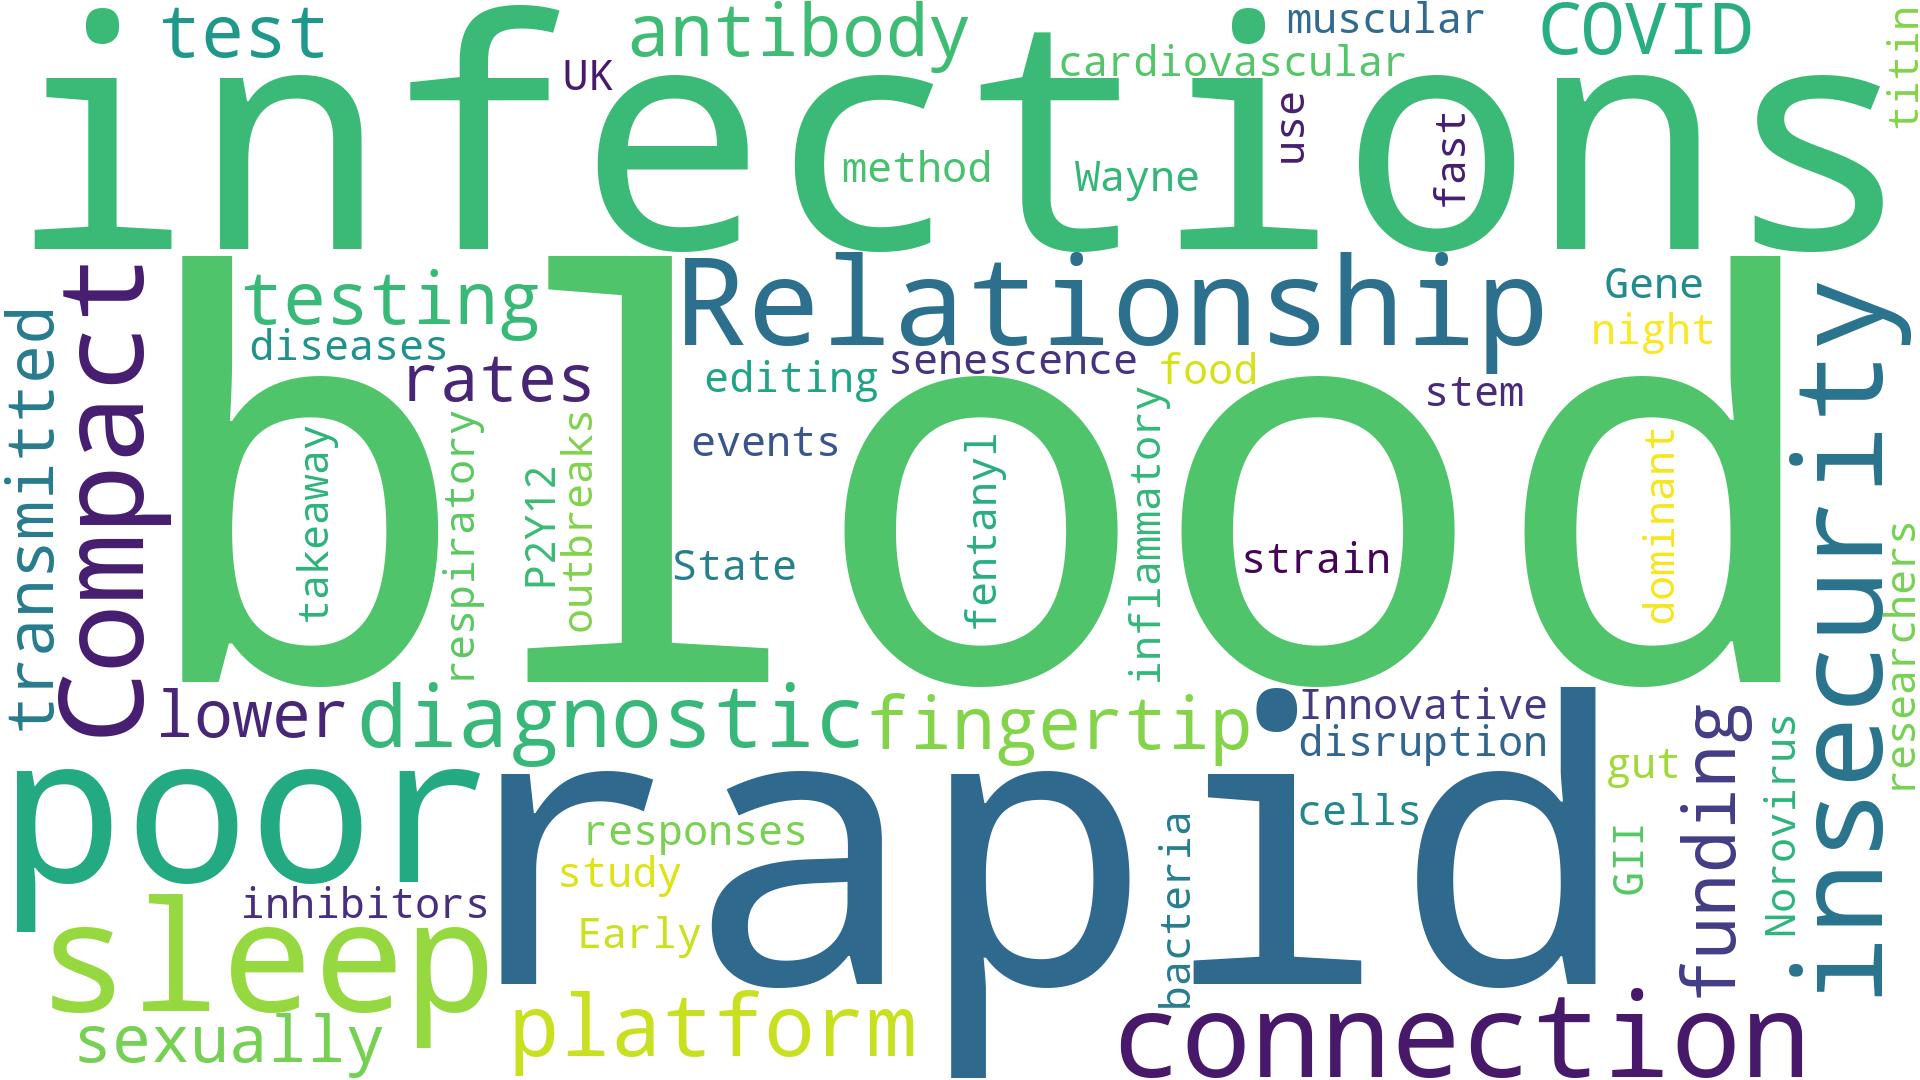 test
antibody
muscular
COVID
titin
UK
cardiovascular
infections
use
fast
method
Wayne
Compact
testing
Relationship
Gene
insecurity
transmitted
diseases
night
rates
editing
senescence
food
stem
blood
takeaway
respiratory
P2Y12
outbreaks
events
State
fentanyl
inflammatory
strain
dominant
researchers
lower
diagnostic
fingertip
Innovative
disruption
funding
Norovirus
gut
poor
rapid
responses
study
cells
GII
bacteria
inhibitors
Early
sleep
sexually
platform
connection